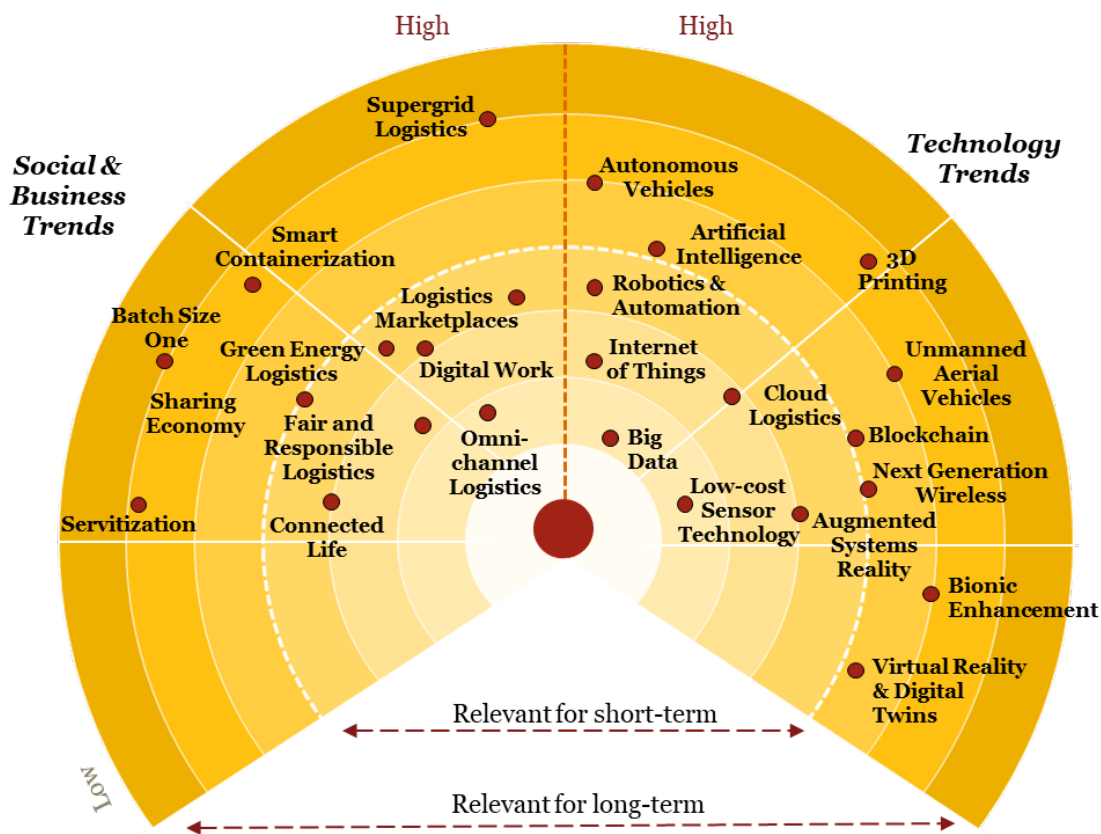 High
High
Supergrid
Logistics
Social &
Business
Trends
Technology
Trends
Autonomous
Vehicles
Smart
Containerization
Artificial
Intelligence
3D
Printing
Logistics
Marketplaces
Robotics &
Automation
Batch Size
One
Green Energy
Logistics
Digital Work
Internet
of Things
Unmanned
Aerial
Vehicles
Sharing
Economy
Cloud
Logistics
Fair and
Responsible
Logistics
Omni-
channel
Logistics
Big
Data
Blockchain
Next Generation
Wireless
Servitization
Connected
Life
Low-cost
Sensor
Technology
Augmented
Systems
Reality
Bionic
Enhancement
Virtual Reality
& Digital
Twins
Relevant for short-term
Low
Relevant for long-term